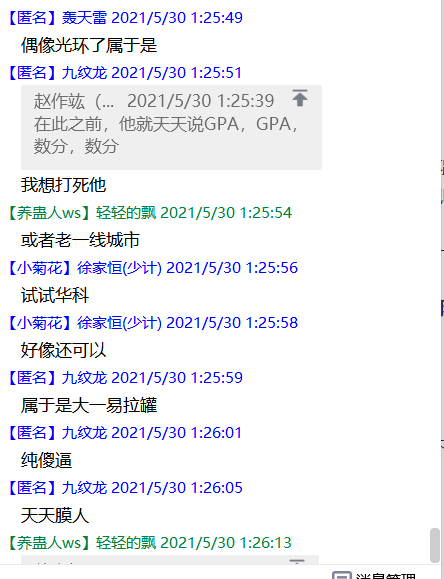 【匿名】轰天雷 2021/5/30 1:25:49
偶像光环了属于是
【匿名】九纹龙 2021/5/30 1:25:51
赵作竑（... 2021/5/30 1:25:39
在此之前，他就天天说GPA，GPA，
数分，数分
我想打死他
【养蛊人ws】轻轻的飘 2021/5/30 1:25:54
或者老一线城市
【小菊花】徐家恒(少计) 2021/5/30 1:25:56
试试华科
【小菊花】徐家恒(少计) 2021/5/30 1:25:58
好像还可以
【匿名】九纹龙 2021/5/30 1:25:59
属于是大一易拉罐
【匿名】九纹龙 2021/5/30 1:26:01
纯傻逼
【匿名】九纹龙 2021/5/30 1:26:05
天天膜人
【养蛊人ws】轻轻的飘 2021/5/30 1:26:13
消息管理